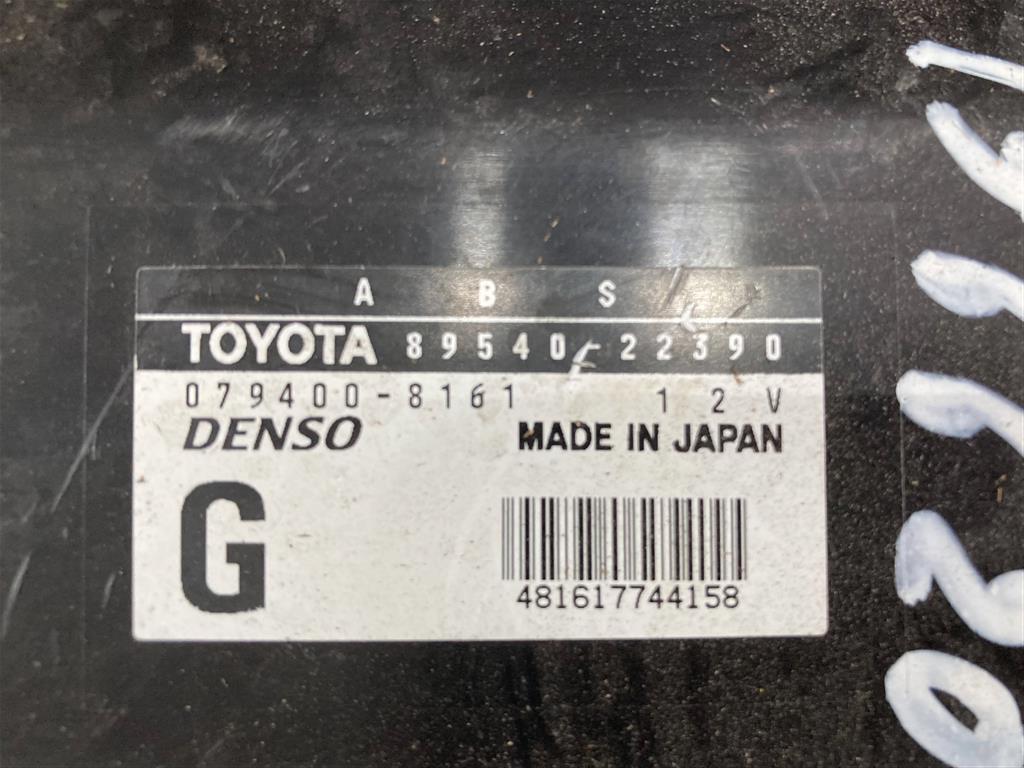 A B S
TOYOTA 89540-22390
079400-8161 12V
DENSO MADE IN JAPAN
G
481617744158